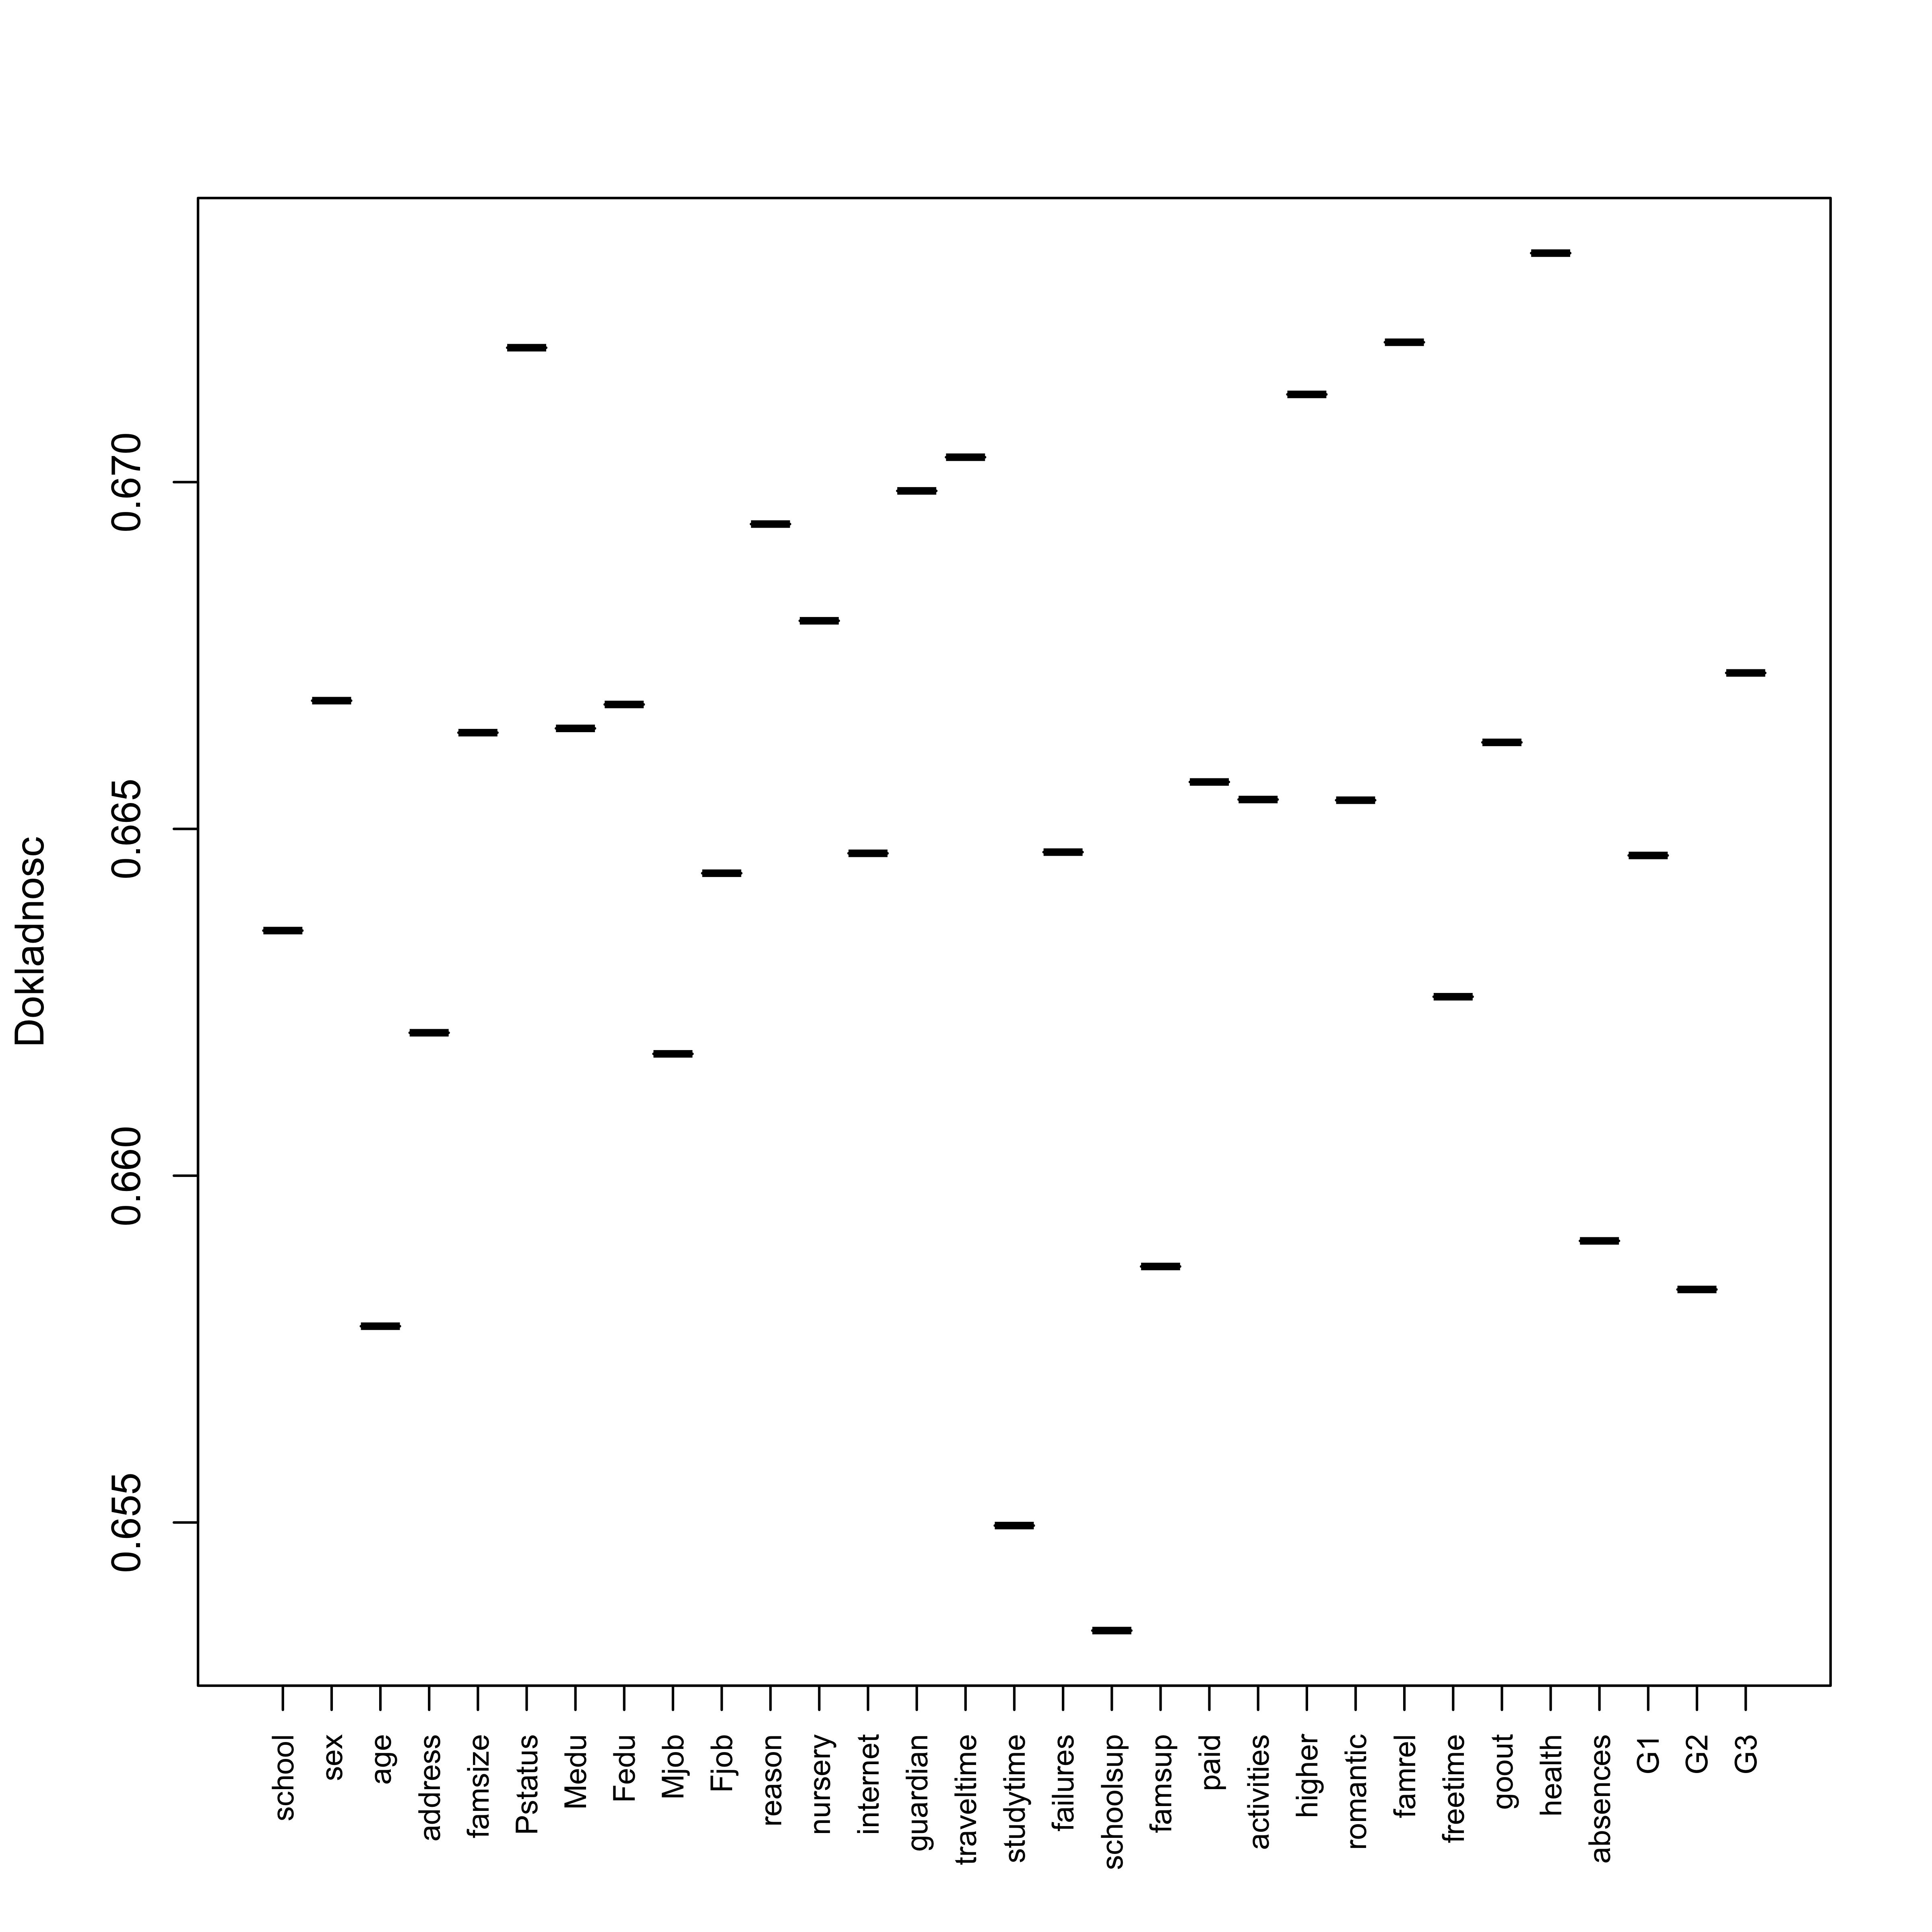 Dokladnosc
0.670
0.665
0.660
0.655
school
sex
age
address
famsize
Pstatus
Medu
Fedu
Mjob
Fjob
reason
nursery
internet
guardian
traveltime
studytime
failures
schoolsup
famsup
paid
activities
higher
romantic
famrel
freetime
goout
health
absences
G1
G2
G3